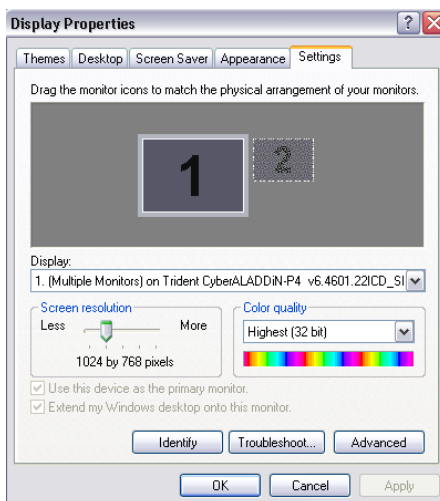 Display Properties
Themes Desktop Screen Saver Appearance Settings
Drag the monitor icons to match the physical arrangement of your monitors.
1 2
Display:
1. (Multiple Monitors) on Trident CyberALADDiN-P4 v6.4601.22ICD_SI
Screen resolution
Less More
1024 by 768 pixels
Color quality
Highest (32 bit)
Use this device as the primary monitor.
Extend my Windows desktop onto this monitor.
Identify Troubleshoot... Advanced
OK Cancel Apply